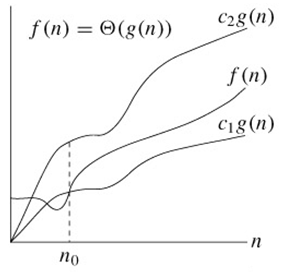 f(n) = Θ(g(n))
c₂g(n)
f(n)
c₁g(n)
n
n₀